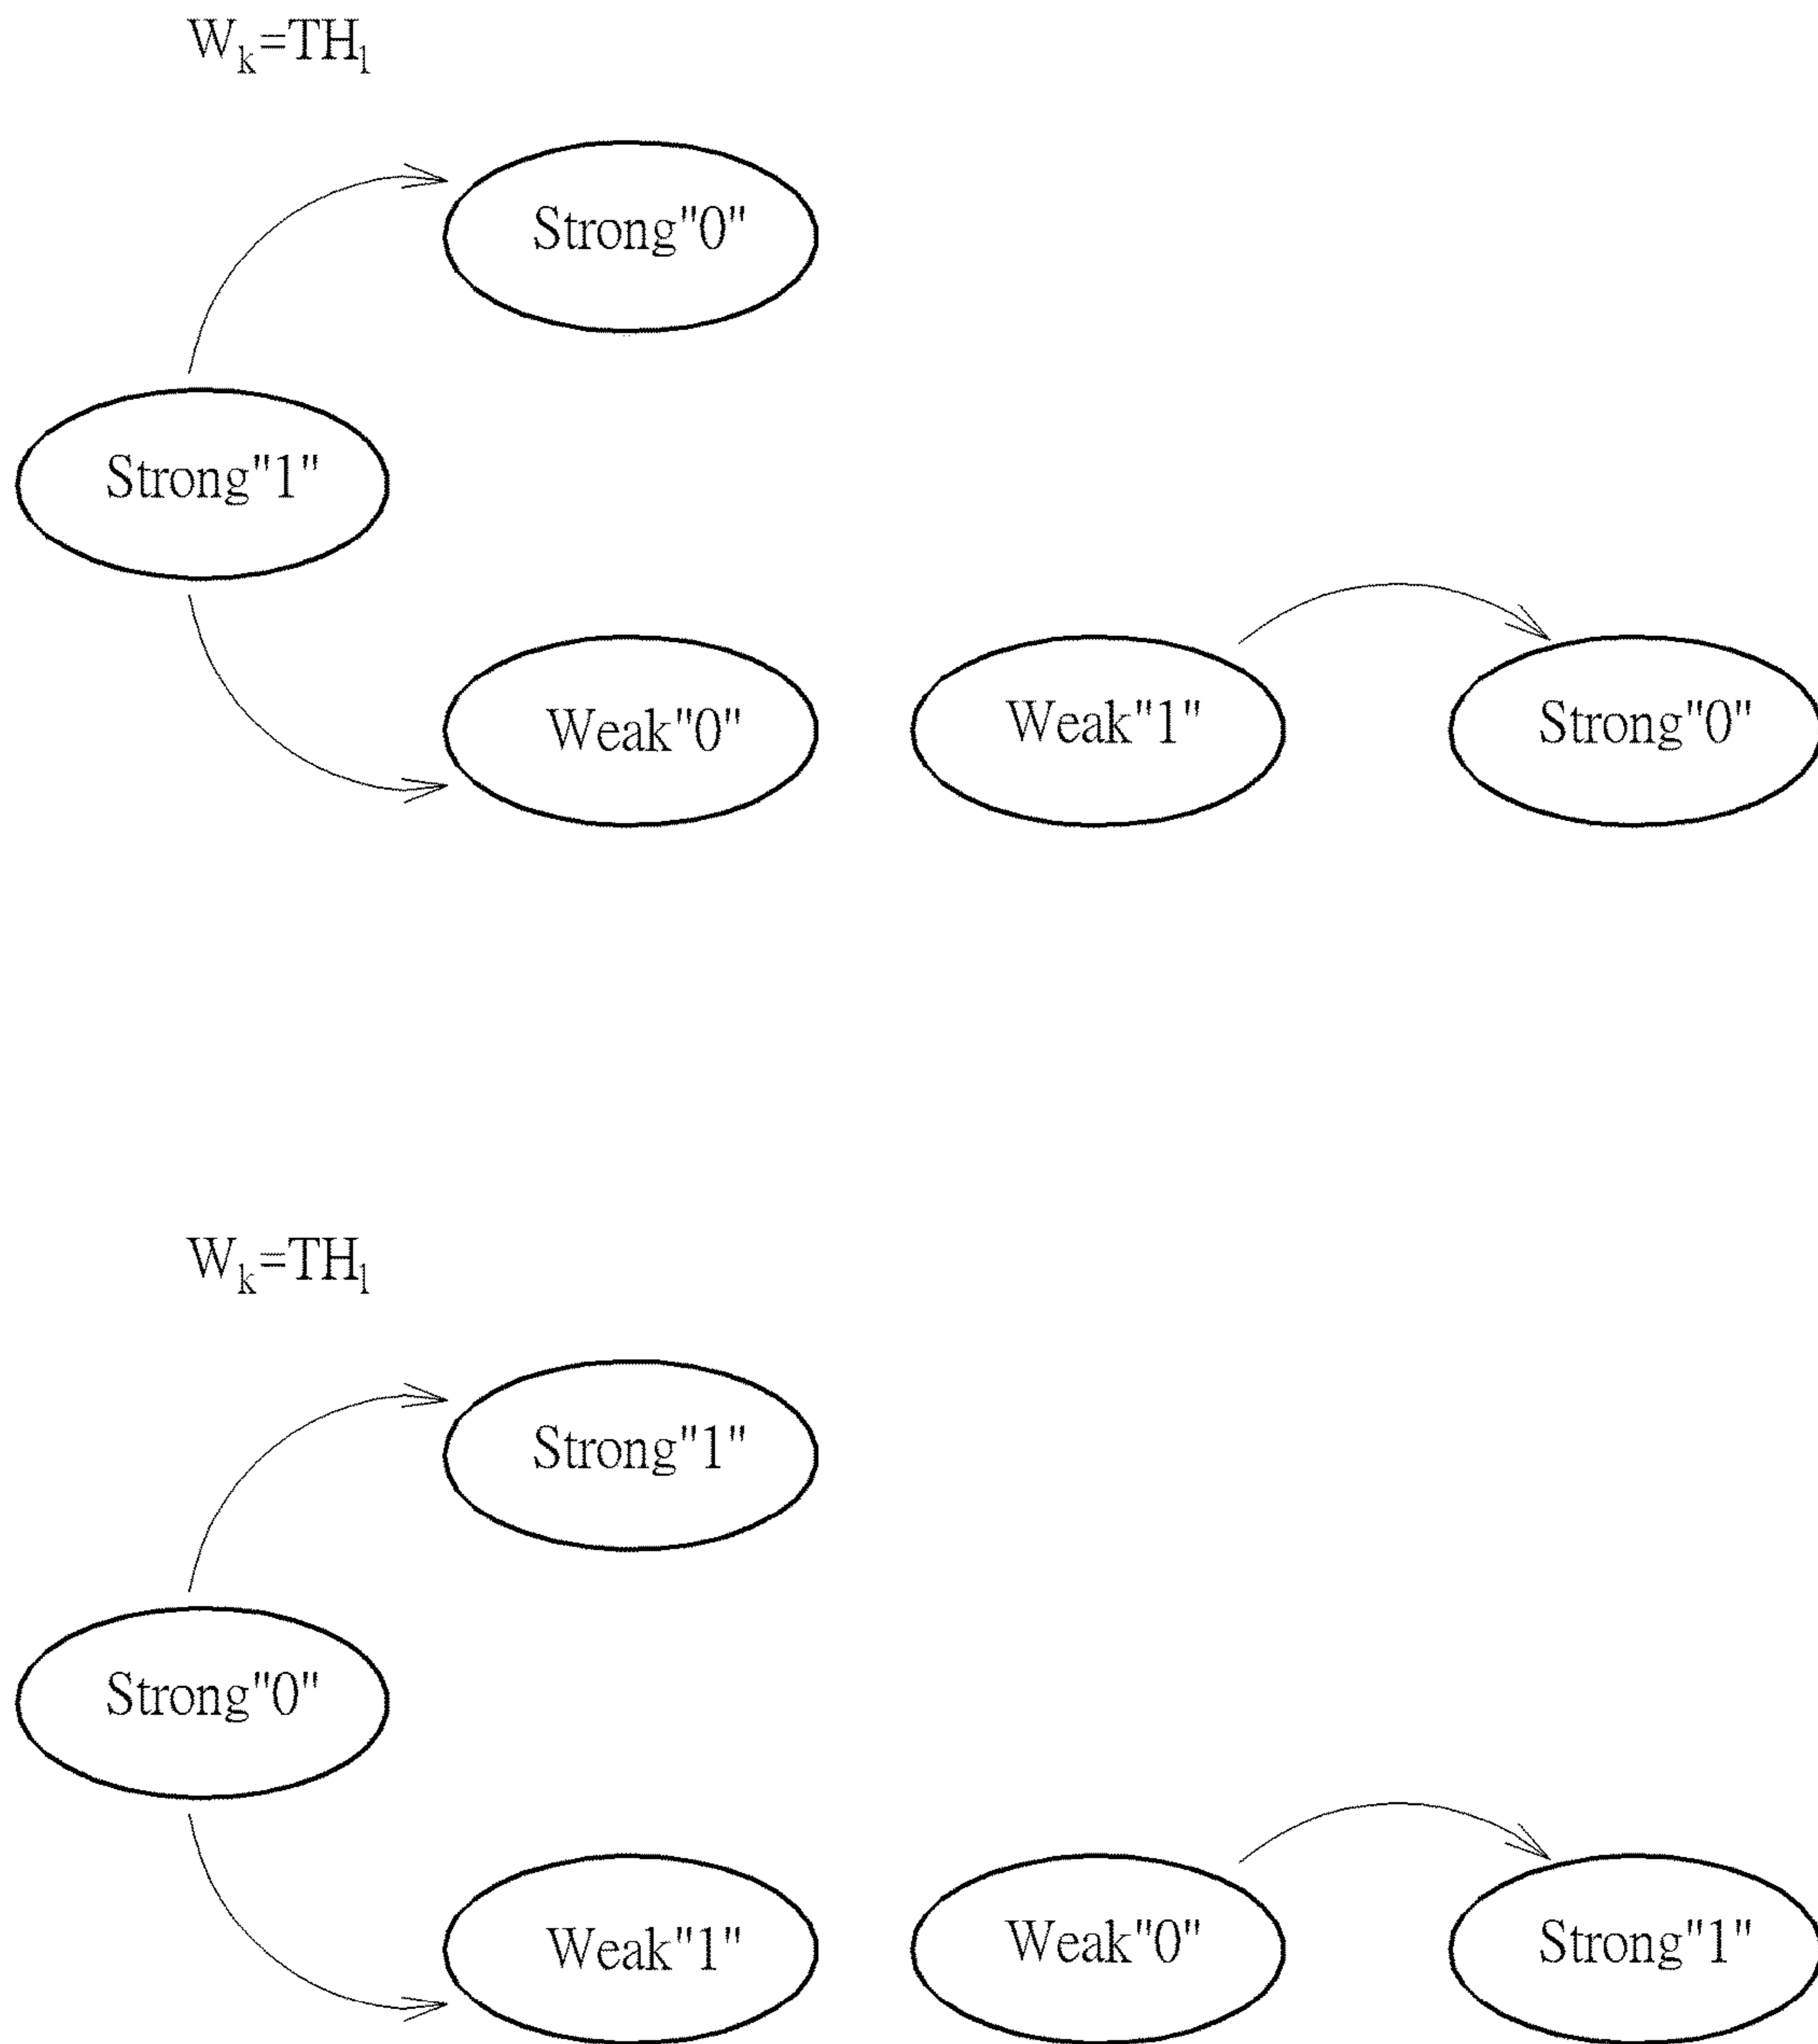 Wₖ=THₗ
Strong"0"
Strong"1"
Weak"0" Weak"1" Strong"0"
Wₖ=THₗ
Strong"1"
Strong"0"
Weak"1" Weak"0" Strong"1"